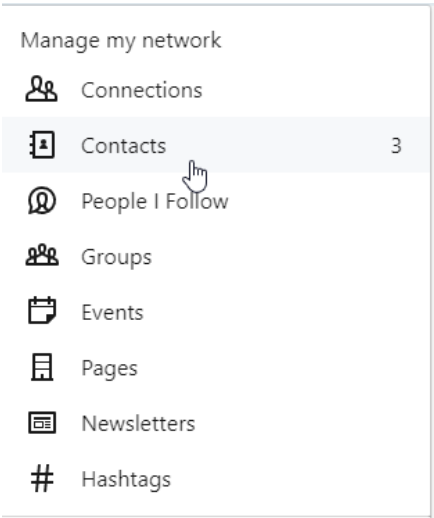 Manage my network
Connections
Contacts 3
People I Follow
Groups
Events
Pages
Newsletters
# Hashtags